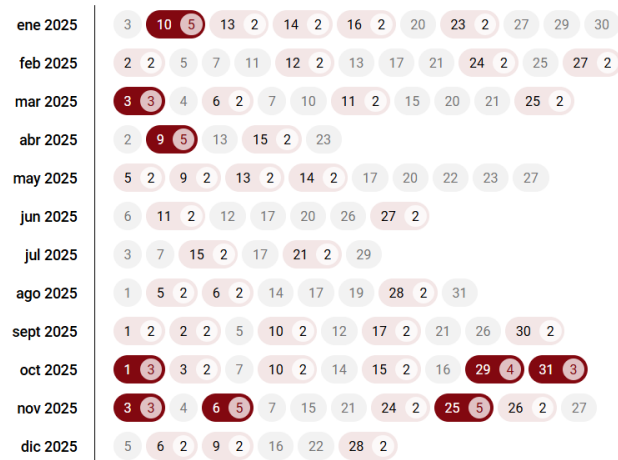 ene 2025 3 10 5 13 2 14 2 16 2 20 23 2 27 29 30
feb 2025 2 2 5 7 11 12 2 13 17 21 24 2 25 27 2
mar 2025 3 3 4 6 2 7 10 11 2 15 20 21 25 2
abr 2025 2 9 5 13 15 2 23
may 2025 5 2 9 2 13 2 14 2 17 20 22 23 27
jun 2025 6 11 2 12 17 20 26 27 2
jul 2025 3 7 15 2 17 21 2 29
ago 2025 1 5 2 6 2 14 17 19 28 2 31
sept 2025 1 2 2 2 5 10 2 12 17 2 21 26 30 2
oct 2025 1 3 3 2 7 10 2 14 15 2 16 29 4 31 3
nov 2025 3 3 4 6 5 7 15 21 24 2 25 5 26 2 27
dic 2025 5 6 2 9 2 16 22 28 2